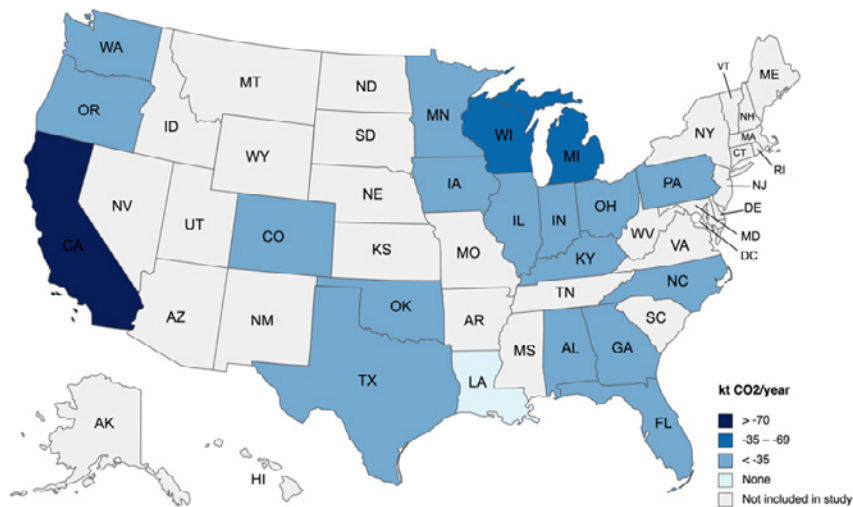 WA
MT
ND
MN
VT
ME
OR
ID
SD
WI
MI
NY
NH
MA
CT
RI
WY
IA
PA
NJ
NE
NV
UT
CO
IL
IN
OH
DE
MD
DC
WV
VA
CA
KS
MO
KY
NC
TN
AZ
NM
OK
AR
SC
MS
AL
GA
TX
LA
FL
AK
HI
kt CO2/year
> -70
-35 – -69
< -35
None
Not included in study